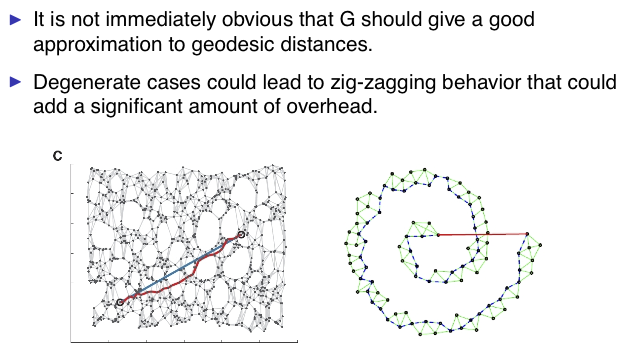 It is not immediately obvious that G should give a good
approximation to geodesic distances.
Degenerate cases could lead to zig-zagging behavior that could
add a significant amount of overhead.
C